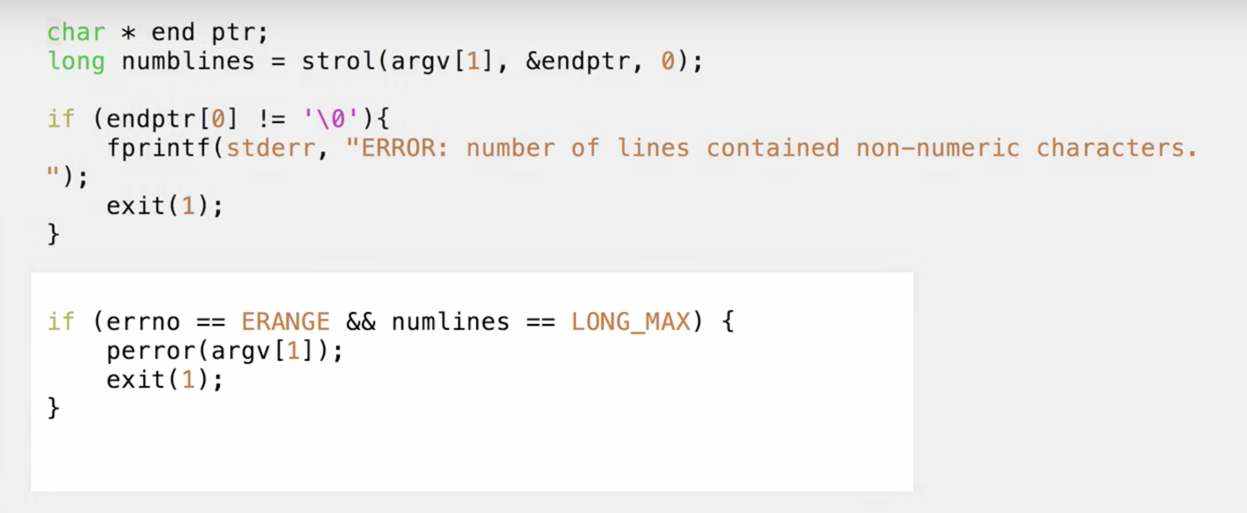 char * end ptr;
long numblines = strol(argv[1], &endptr, 0);
if (endptr[0] != '\0'){
fprintf(stderr, "ERROR: number of lines contained non-numeric characters.
");
exit(1);
}
if (errno == ERANGE && numlines == LONG_MAX) {
perror(argv[1]);
exit(1);
}